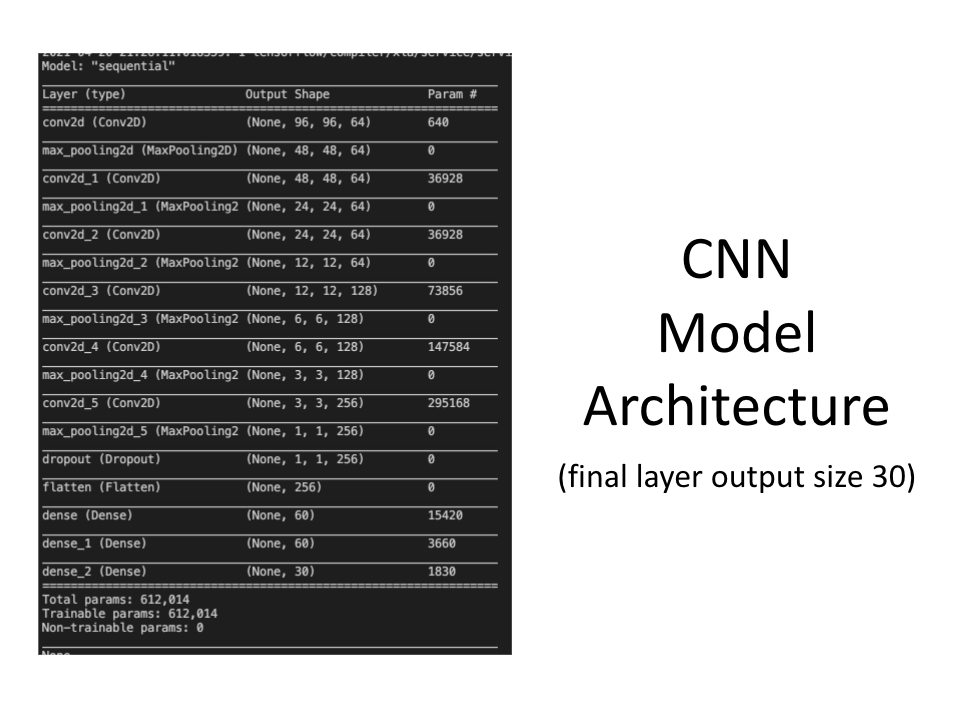 Model: "sequential"
Layer (type) Output Shape Param #
conv2d (Conv2D) (None, 96, 96, 64) 640
max_pooling2d (MaxPooling2D) (None, 48, 48, 64) 0
conv2d_1 (Conv2D) (None, 48, 48, 64) 36928
max_pooling2d_1 (MaxPooling2 (None, 24, 24, 64) 0
conv2d_2 (Conv2D) (None, 24, 24, 64) 36928
max_pooling2d_2 (MaxPooling2 (None, 12, 12, 64) 0
conv2d_3 (Conv2D) (None, 12, 12, 128) 73856
max_pooling2d_3 (MaxPooling2 (None, 6, 6, 128) 0
conv2d_4 (Conv2D) (None, 6, 6, 128) 147584
max_pooling2d_4 (MaxPooling2 (None, 3, 3, 128) 0
conv2d_5 (Conv2D) (None, 3, 3, 256) 295168
max_pooling2d_5 (MaxPooling2 (None, 1, 1, 256) 0
dropout (Dropout) (None, 1, 1, 256) 0
flatten (Flatten) (None, 256) 0
dense (Dense) (None, 60) 15420
dense_1 (Dense) (None, 60) 3660
dense_2 (Dense) (None, 30) 1830
Total params: 612,014
Trainable params: 612,014
Non-trainable params: 0
CNN
Model
Architecture
(final layer output size 30)